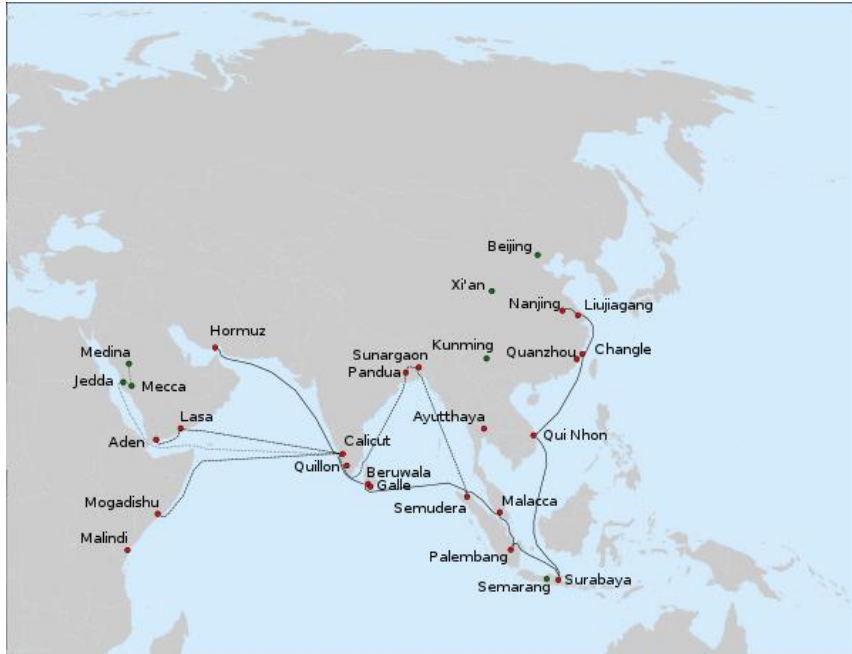 Beijing
Xi'an
Nanjing
Liujiagang
Hormuz
Medina
Kunming
Quanzhou
Changle
Sunargaon
Pandua
Jedda
Mecca
Lasa
Ayutthaya
Aden
Qui Nhon
Calicut
Quillon
Beruwala
Galle
Mogadishu
Semudera
Malacca
Malindi
Palembang
Semarang
Surabaya